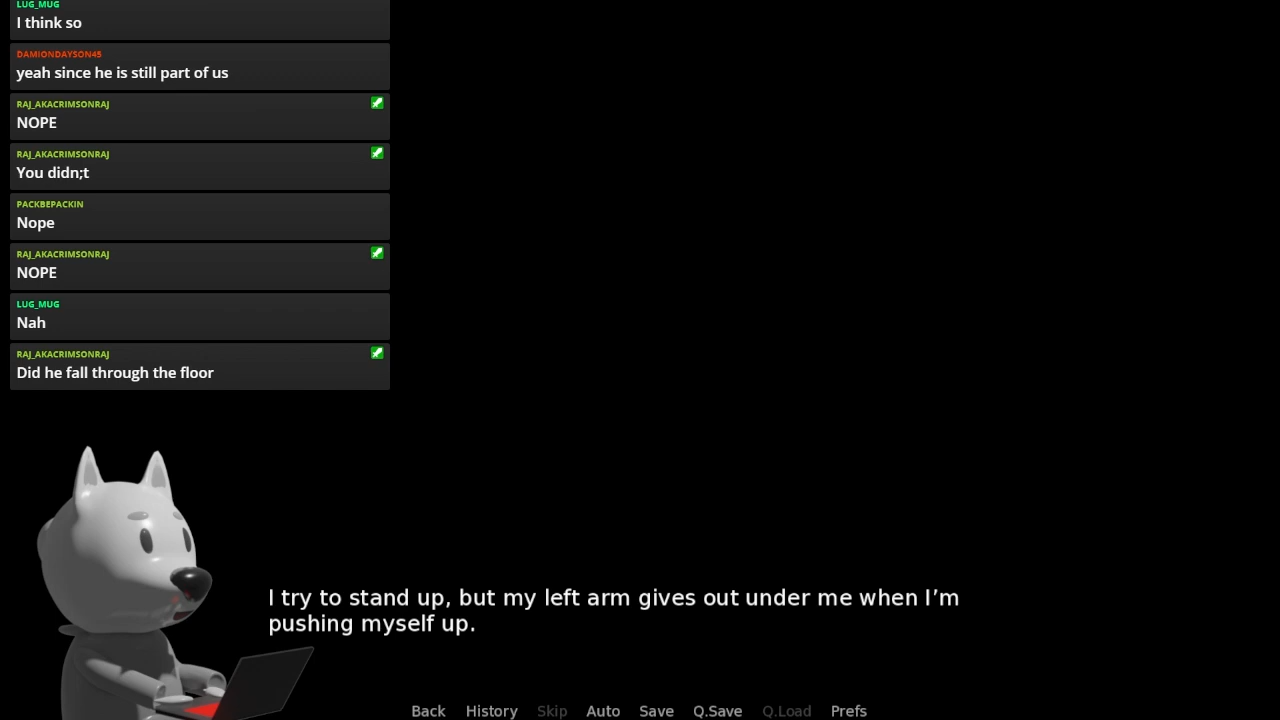 LUG_MUG
I think so
DAMIONDAYSON45
yeah since he is still part of us
RAJ_AKACRIMSONRAJ
NOPE
RAJ_AKACRIMSONRAJ
You didn;t
PACKBEPACKIN
Nope
RAJ_AKACRIMSONRAJ
NOPE
LUG_MUG
Nah
RAJ_AKACRIMSONRAJ
Did he fall through the floor
I try to stand up, but my left arm gives out under me when I’m
pushing myself up.
Back History Skip Auto Save Q.Save Q.Load Prefs